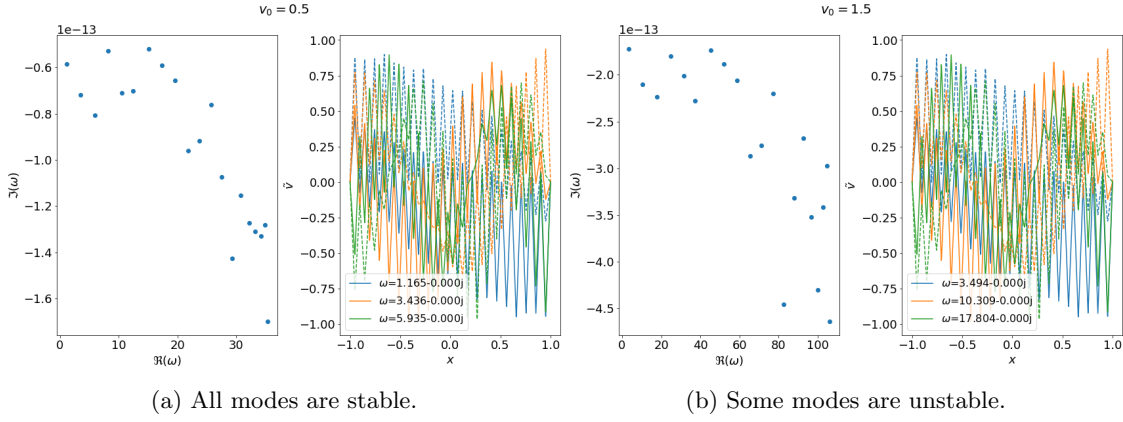 v₀ = 0.5
1e−13
−0.6
−0.8
−1.0
−1.2
−1.4
−1.6
ℑ(ω)
0 10 20 30
ℜ(ω)
1.00
0.75
0.50
0.25
0.00
−0.25
−0.50
−0.75
−1.00
ṽ
ω=1.165-0.000j
ω=3.436-0.000j
ω=5.935-0.000j
−1.0 −0.5 0.0 0.5 1.0
x
(a) All modes are stable.
v₀ = 1.5
1e−13
−2.0
−2.5
−3.0
−3.5
−4.0
−4.5
ℑ(ω)
0 20 40 60 80 100
ℜ(ω)
1.00
0.75
0.50
0.25
0.00
−0.25
−0.50
−0.75
−1.00
ṽ
ω=3.494-0.000j
ω=10.309-0.000j
ω=17.804-0.000j
−1.0 −0.5 0.0 0.5 1.0
x
(b) Some modes are unstable.